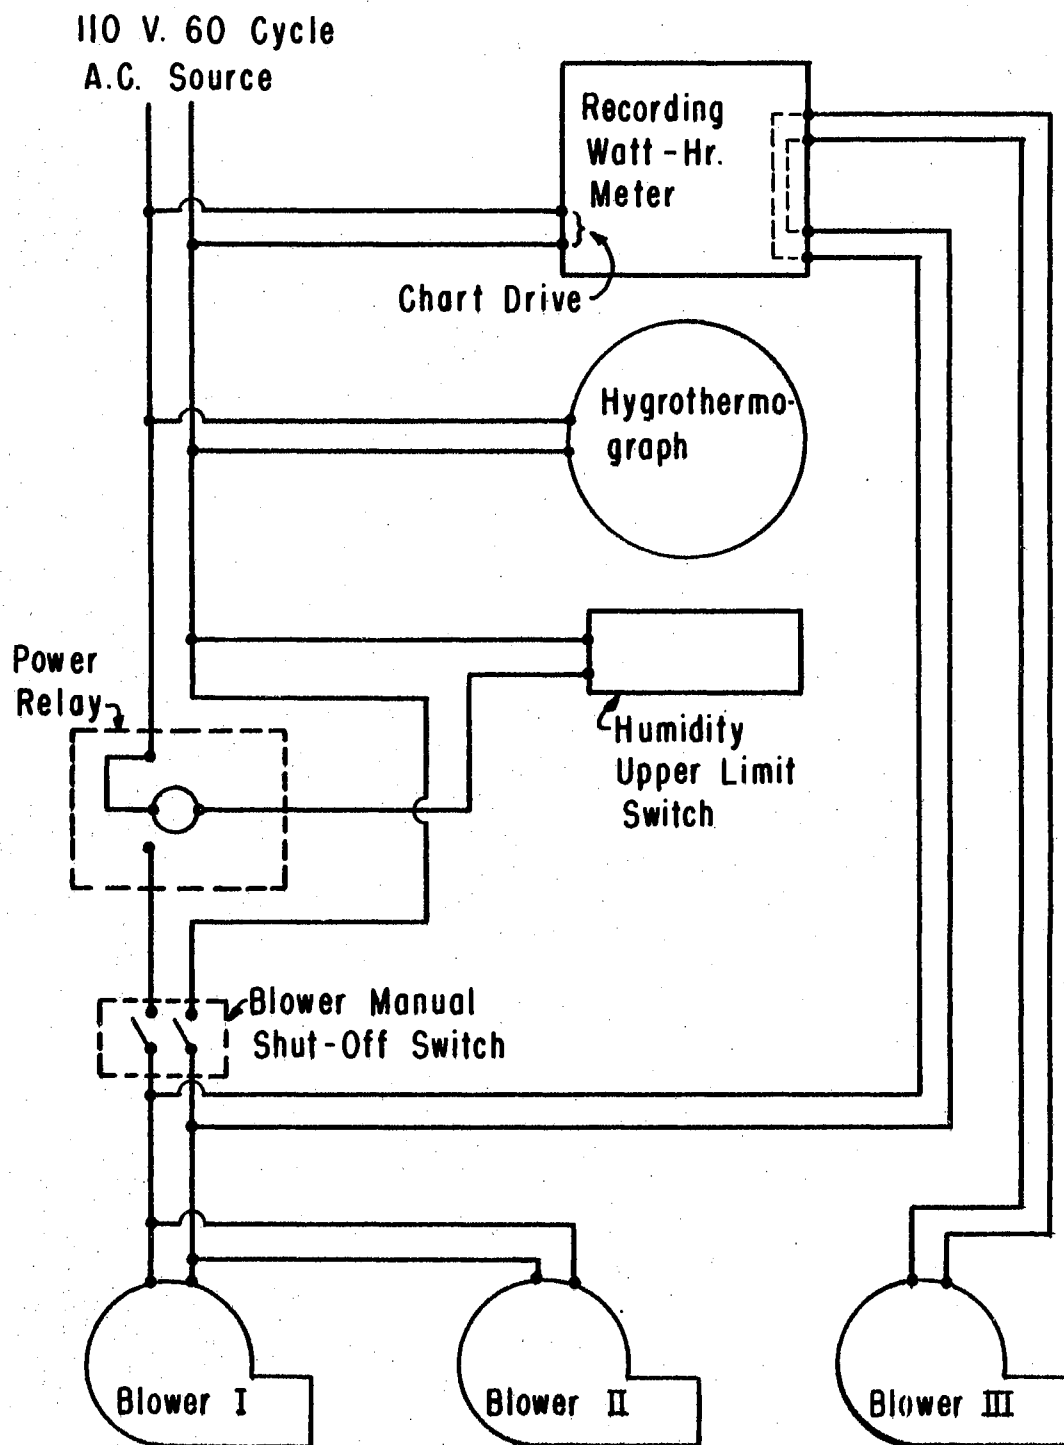 110 V. 60 Cycle
A.C. Source
Recording
Watt-Hr.
Meter
Chart Drive
Hygrothermo-
graph
Power
Relay
Humidity
Upper Limit
Switch
Blower Manual
Shut-Off Switch
Blower I
Blower II
Blower III